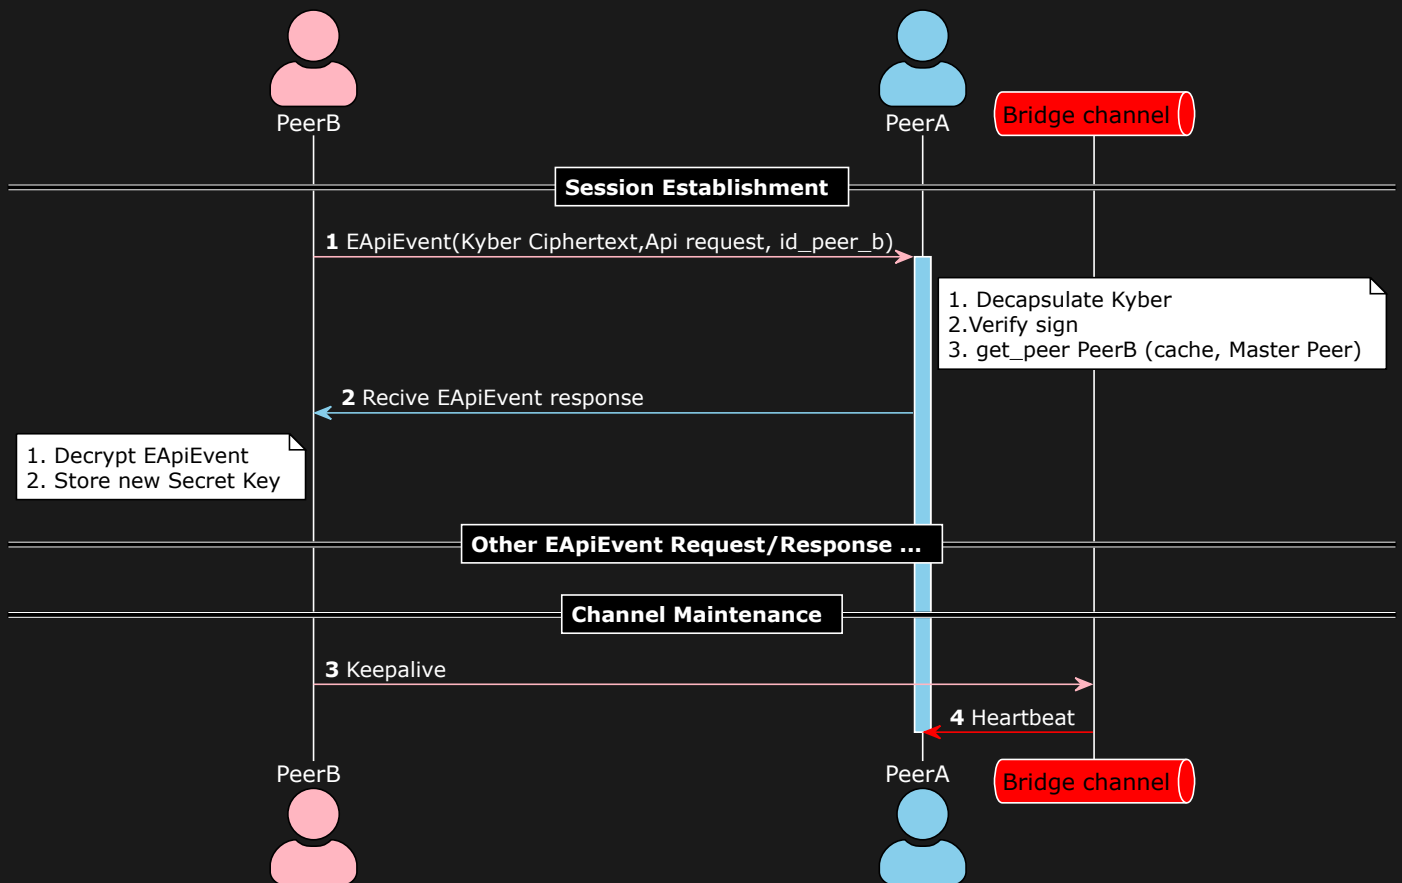 PeerB
PeerA
Bridge channel
Session Establishment
1 EApiEvent(Kyber Ciphertext,Api request, id_peer_b)
1. Decapsulate Kyber
2.Verify sign
3. get_peer PeerB (cache, Master Peer)
2 Recive EApiEvent response
1. Decrypt EApiEvent
2. Store new Secret Key
Other EApiEvent Request/Response ...
Channel Maintenance
3 Keepalive
4 Heartbeat
PeerB
PeerA
Bridge channel